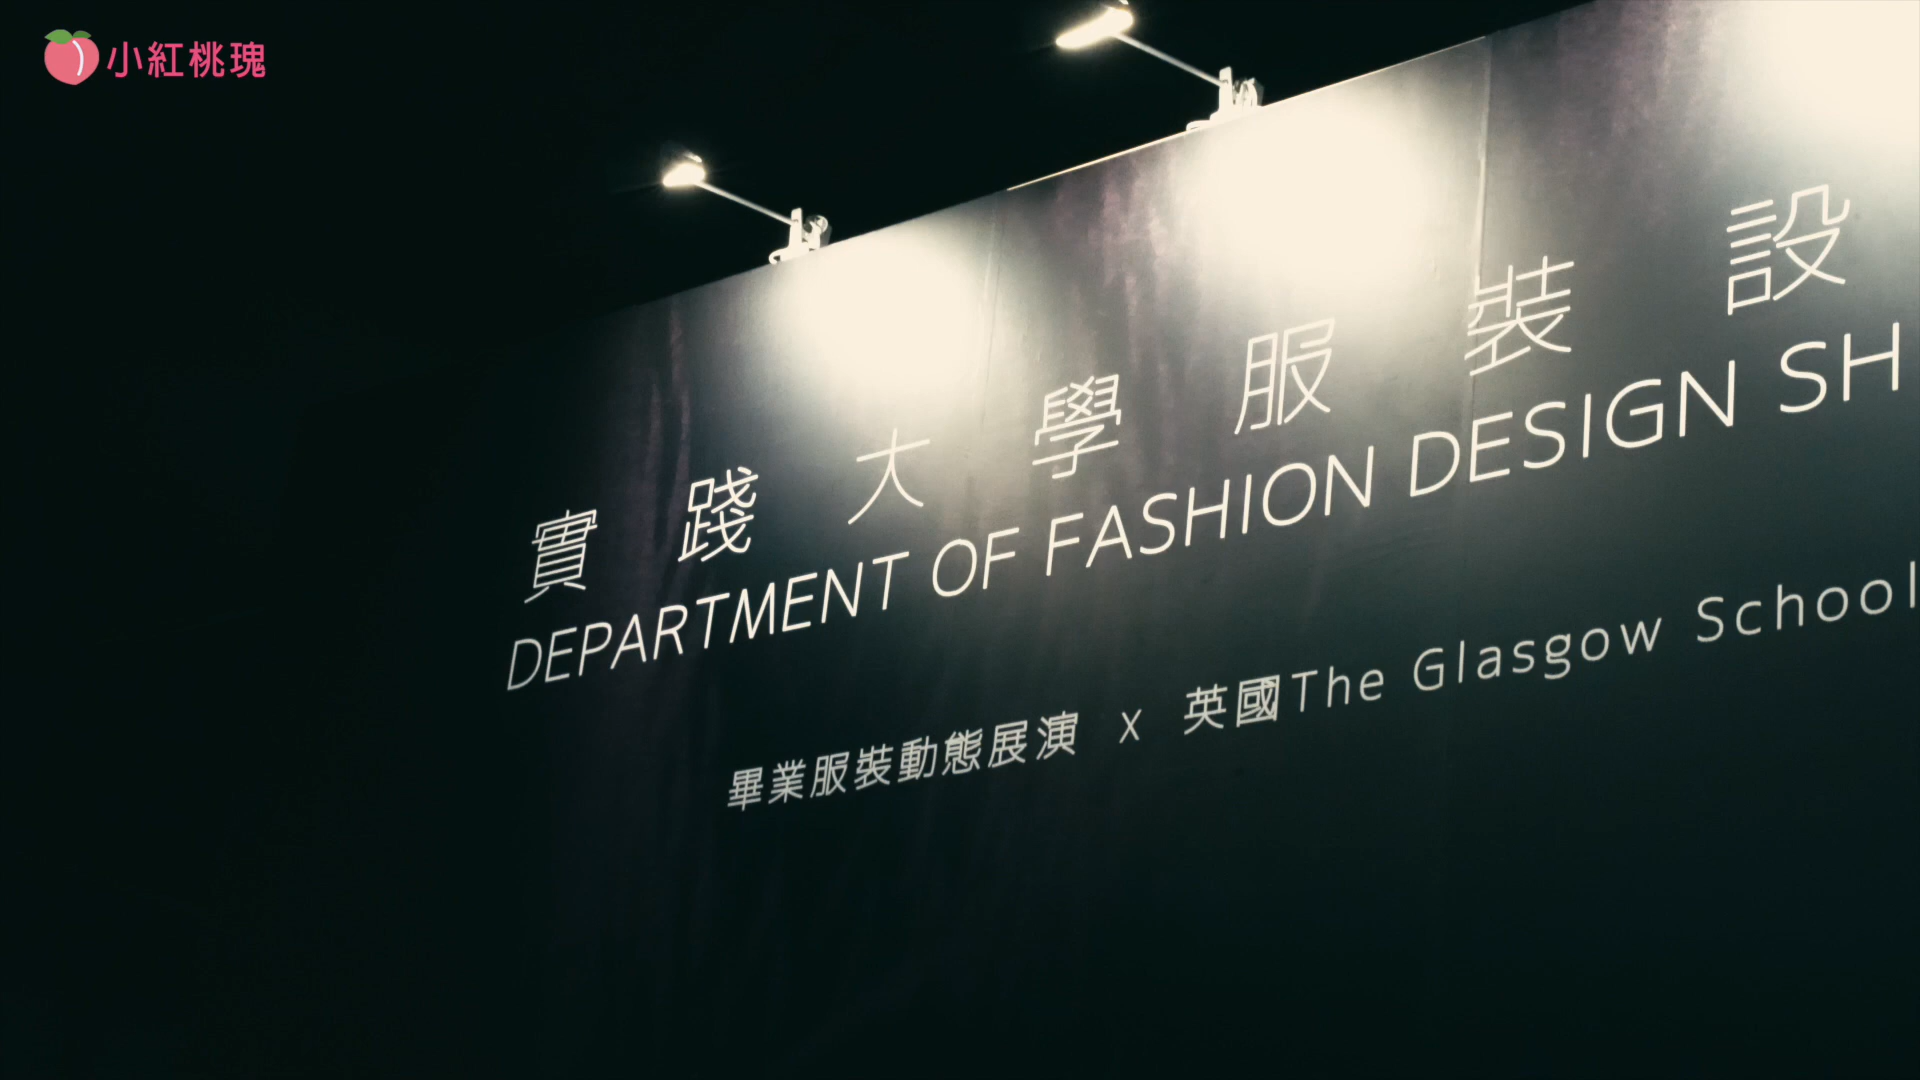 小紅桃瑰
實踐大學服裝設
DEPARTMENT OF FASHION DESIGN SH
畢業服裝動態展演 x 英國The Glasgow School